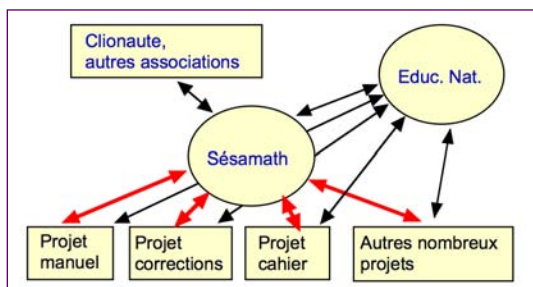 Clionaute,
autres associations
Educ. Nat.
Sésamath
Projet
manuel
Projet
corrections
Projet
cahier
Autres nombreux
projets